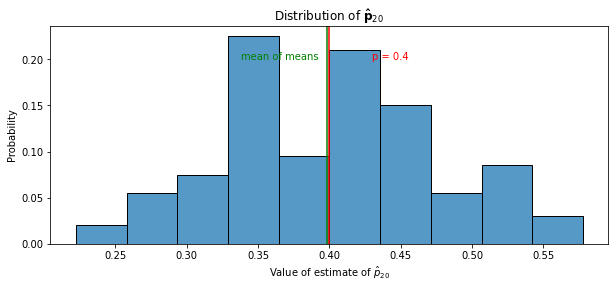 Distribution of p̂₂₀
Probability
0.20
0.15
0.10
0.05
0.00
mean of means
p = 0.4
0.25 0.30 0.35 0.40 0.45 0.50 0.55
Value of estimate of p̂₂₀